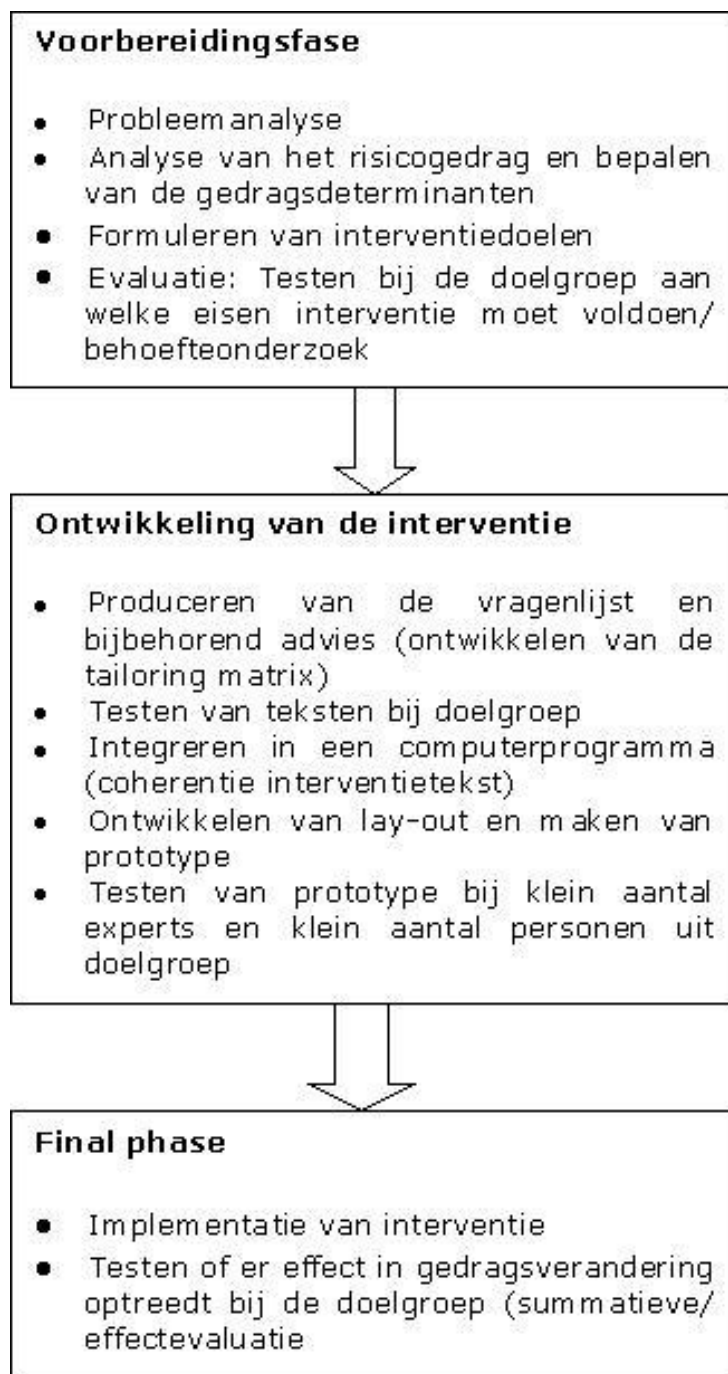 Voorbereidingsfase
● Probleemanalyse
● Analyse van het risicogedrag en bepalen
van de gedragsdeterminanten
● Formuleren van interventiedoelen
● Evaluatie: Testen bij de doelgroep aan
welke eisen interventie moet voldoen/
behoefteonderzoek
Ontwikkeling van de interventie
● Produceren van de vragenlijst en
bijbehorend advies (ontwikkelen van de
tailoring matrix)
● Testen van teksten bij doelgroep
● Integreren in een computerprogramma
(coherentie interventietekst)
● Ontwikkelen van lay-out en maken van
prototype
● Testen van prototype bij klein aantal
experts en klein aantal personen uit
doelgroep
Final phase
● Implementatie van interventie
● Testen of er effect in gedragsverandering
optreedt bij de doelgroep (summatieve/
effectevaluatie